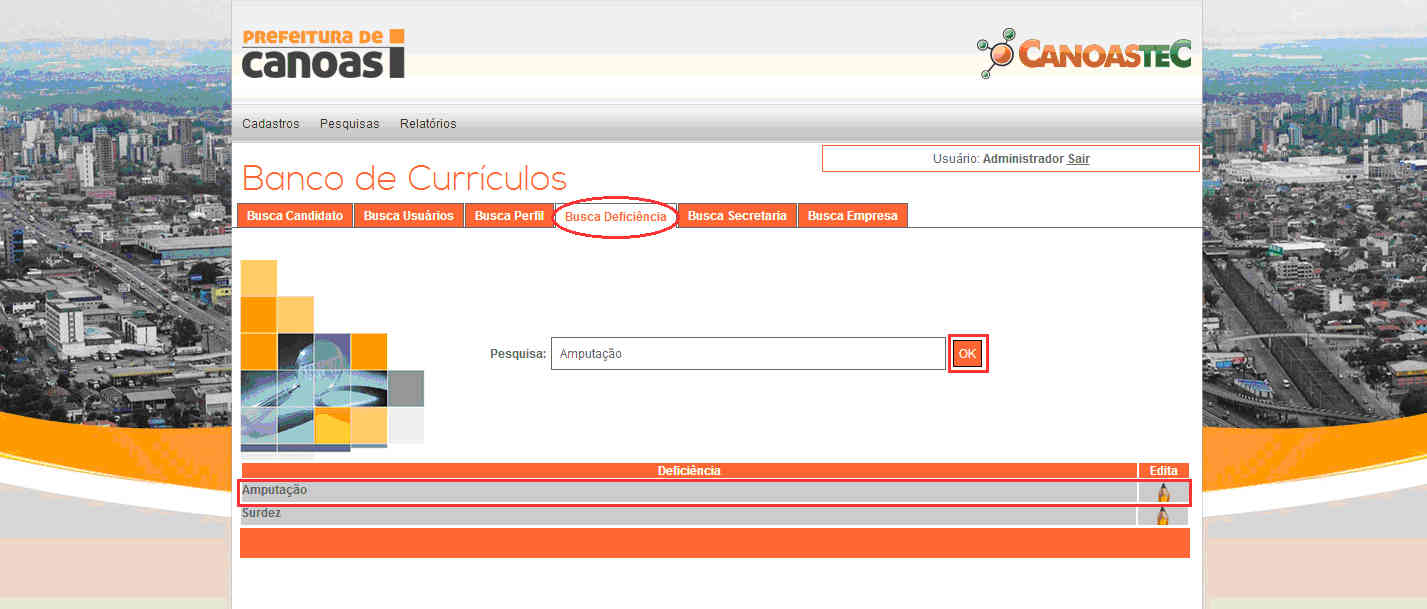 PREFEITURA DE
canoas
CANOASTEC
Cadastros Pesquisas Relatórios
Usuário: Administrador Sair
Banco de Currículos
Busca Candidato Busca Usuários Busca Perfil Busca Deficiência Busca Secretaria Busca Empresa
Pesquisa: Amputação OK
Deficiência Edita
Amputação
Surdez